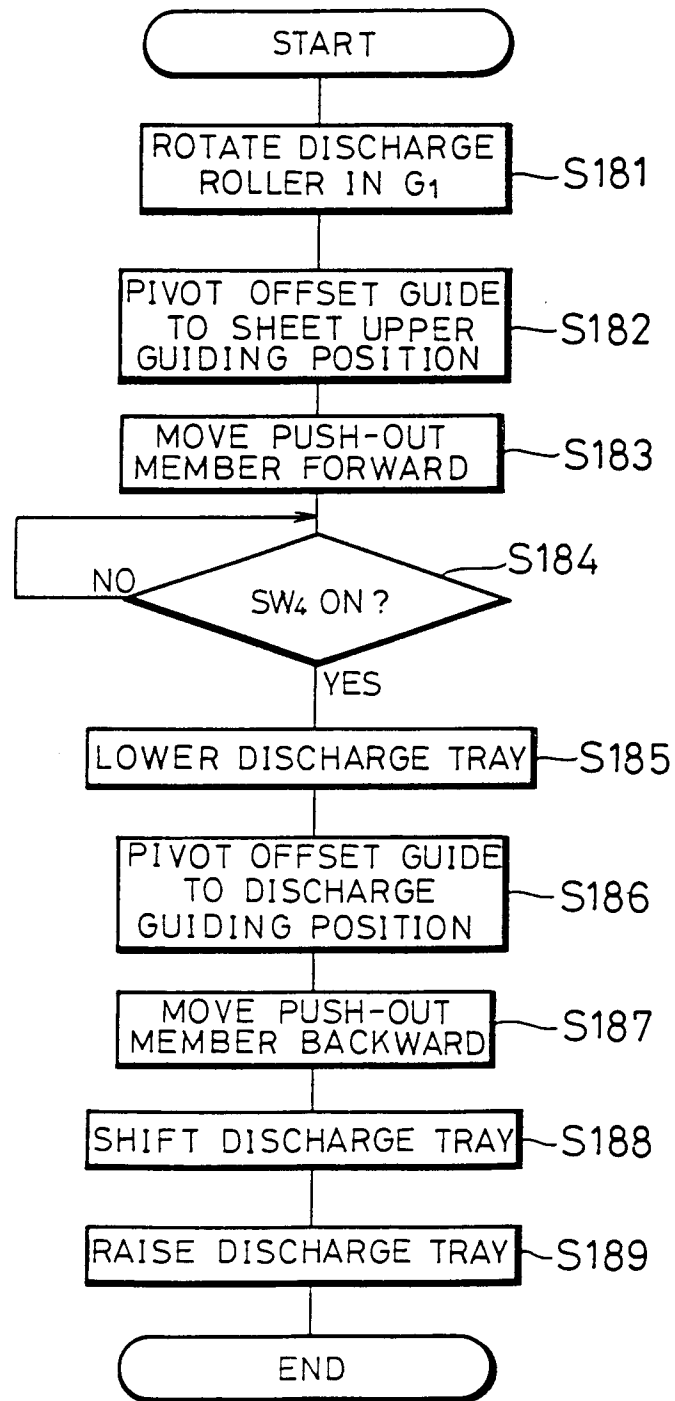 START
ROTATE DISCHARGE
ROLLER IN G1
S181
PIVOT OFFSET GUIDE
TO SHEET UPPER
GUIDING POSITION
S182
MOVE PUSH-OUT
MEMBER FORWARD
S183
S184
NO
SW4 ON ?
YES
LOWER DISCHARGE TRAY
S185
PIVOT OFFSET GUIDE
TO DISCHARGE
GUIDING POSITION
S186
MOVE PUSH-OUT
MEMBER BACKWARD
S187
SHIFT DISCHARGE TRAY
S188
RAISE DISCHARGE TRAY
S189
END